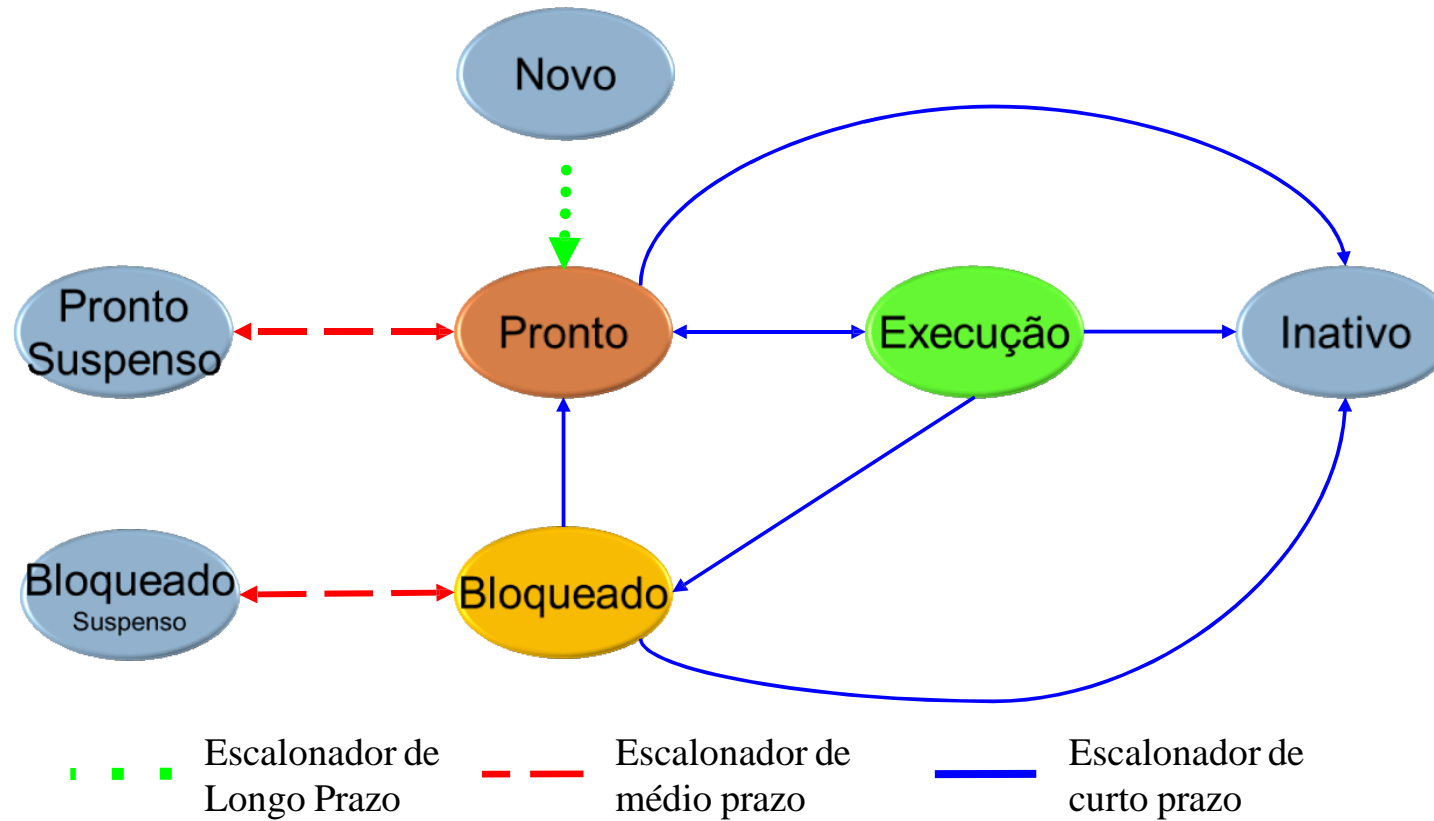 Novo
Pronto
Suspenso
Pronto
Execução
Inativo
Bloqueado
Suspenso
Bloqueado
Escalonador de
Longo Prazo
Escalonador de
médio prazo
Escalonador de
curto prazo